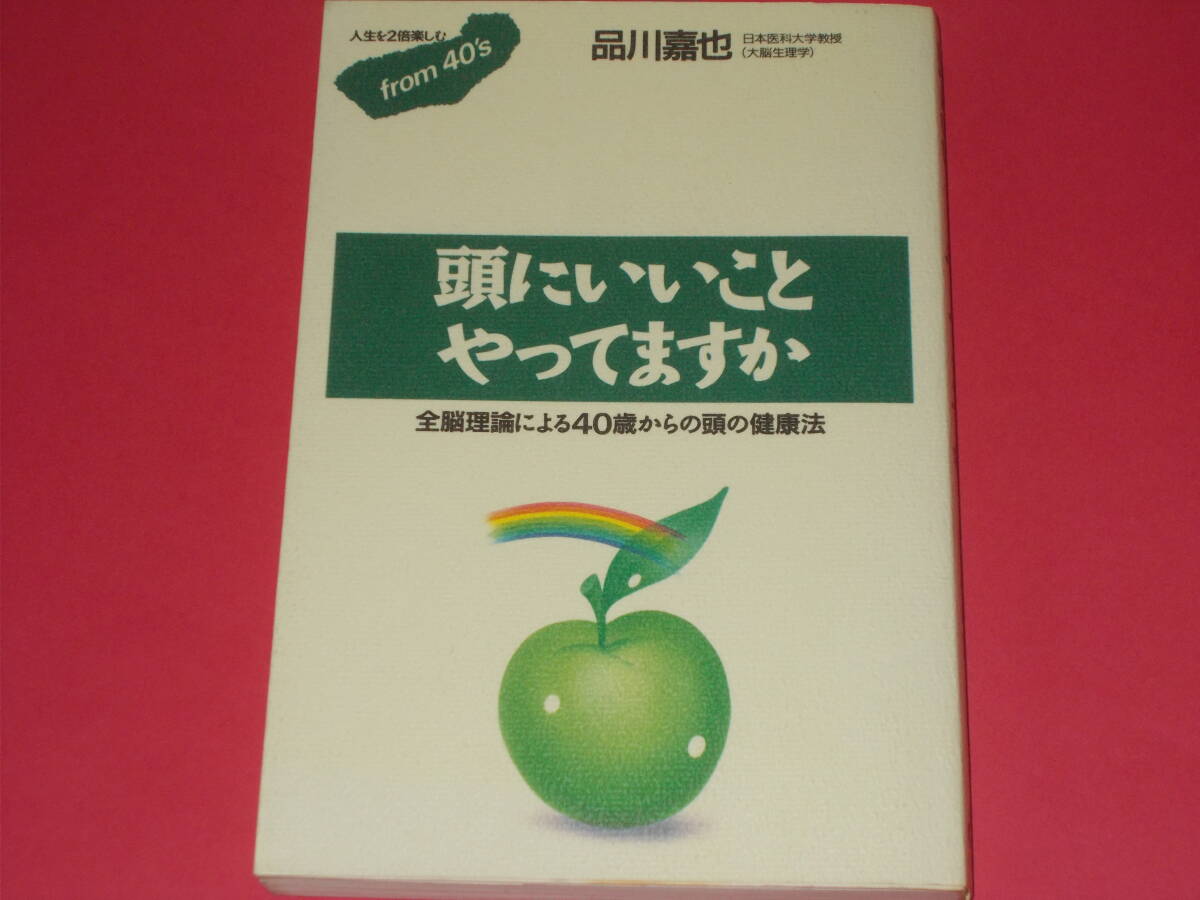 人生を2倍楽しむ
from 40's
品川嘉也
日本医科大学教授
(大脳生理学)
頭にいいこと
やってますか
全脳理論による40歳からの頭の健康法